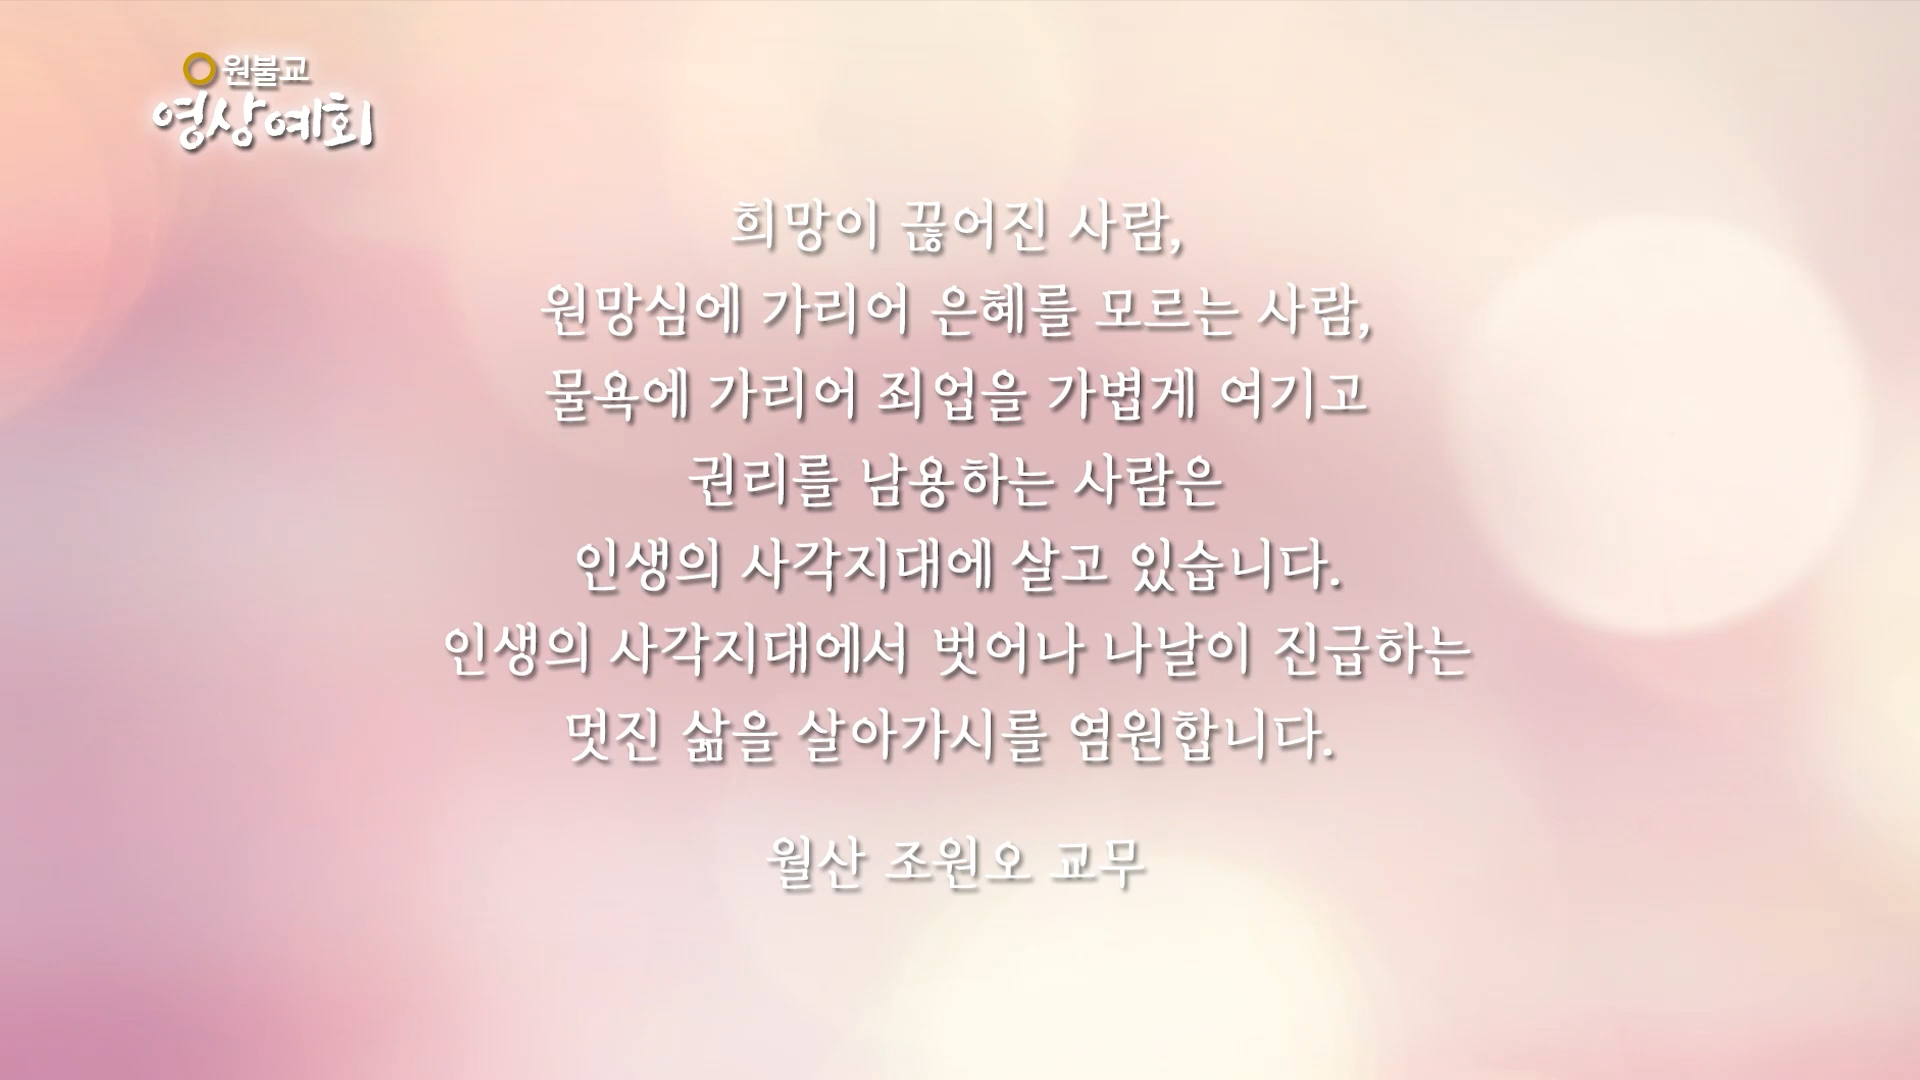 원불교
영상예회
희망이 끊어진 사람,
원망심에 가리어 은혜를 모르는 사람,
물욕에 가리어 죄업을 가볍게 여기고
권리를 남용하는 사람은
인생의 사각지대에 살고 있습니다.
인생의 사각지대에서 벗어나 나날이 진급하는
멋진 삶을 살아가시를 염원합니다.
월산 조원오 교무